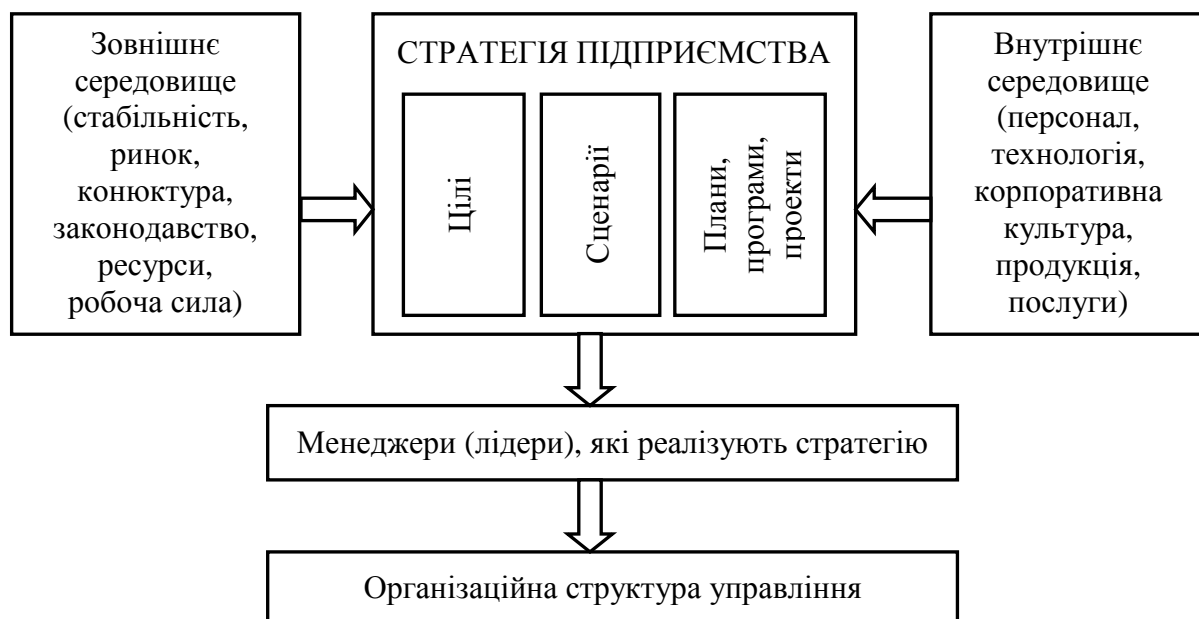 Зовнішнє
середовище
(стабільність,
ринок,
конюктура,
законодавство,
ресурси,
робоча сила)
СТРАТЕГІЯ ПІДПРИЄМСТВА
Цілі
Сценарії
Плани,
програми,
проекти
Внутрішнє
середовище
(персонал,
технологія,
корпоративна
культура,
продукція,
послуги)
Менеджери (лідери), які реалізують стратегію
Організаційна структура управління